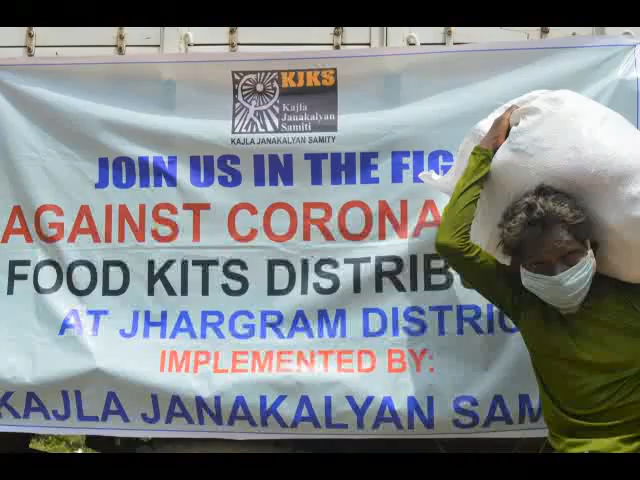 KJKS
Kajla
Janakalyan
Samiti
KAJLA JANAKALYAN SAMITY
JOIN US IN THE FIG
AGAINST CORONA
FOOD KITS DISTRIBU
AT JHARGRAM DISTRIC
IMPLEMENTED BY:
KAJLA JANAKALYAN SAM